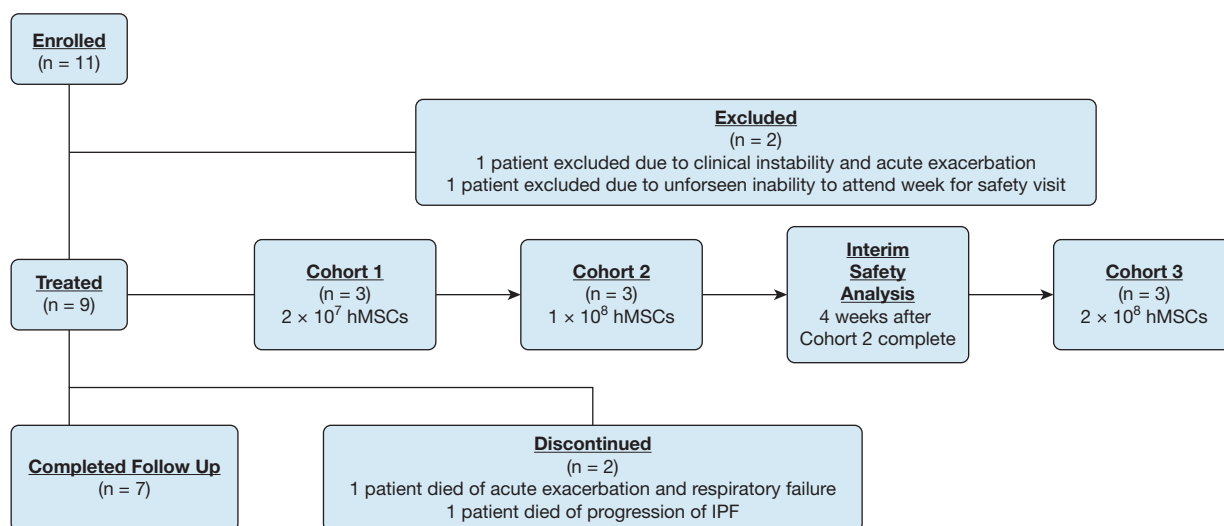 Enrolled
(n = 11)
Excluded
(n = 2)
1 patient excluded due to clinical instability and acute exacerbation
1 patient excluded due to unforseen inability to attend week for safety visit
Treated
(n = 9)
Cohort 1
(n = 3)
2 × 10⁷ hMSCs
Cohort 2
(n = 3)
1 × 10⁸ hMSCs
Interim
Safety
Analysis
4 weeks after
Cohort 2 complete
Cohort 3
(n = 3)
2 × 10⁸ hMSCs
Completed Follow Up
(n = 7)
Discontinued
(n = 2)
1 patient died of acute exacerbation and respiratory failure
1 patient died of progression of IPF